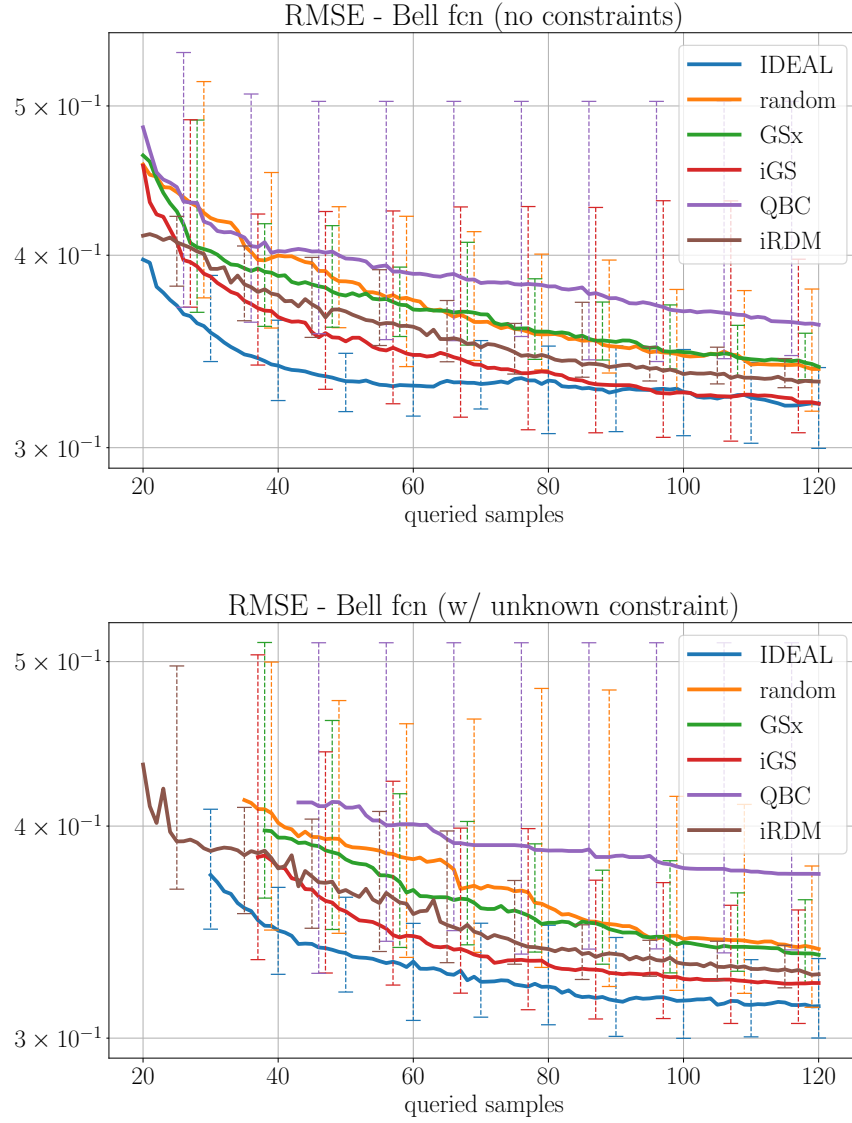 RMSE - Bell fcn (no constraints)
5 × 10⁻¹
4 × 10⁻¹
3 × 10⁻¹
IDEAL
random
GSx
iGS
QBC
iRDM
20 40 60 80 100 120
queried samples
RMSE - Bell fcn (w/ unknown constraint)
5 × 10⁻¹
4 × 10⁻¹
3 × 10⁻¹
IDEAL
random
GSx
iGS
QBC
iRDM
20 40 60 80 100 120
queried samples